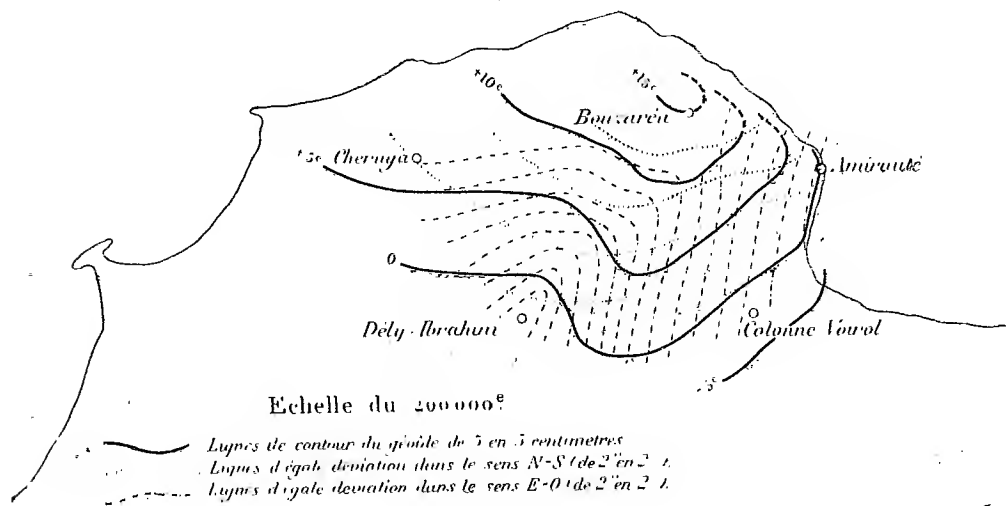 +10c
+15c
Bouzaréa
+5c Cheraga
Amirauté
0
Dély-Ibrahim
Colonne Voirol
-5c
Echelle du 200000e
Lignes de contour du géoide de 5 en 5 centimètres
Lignes d'égale déviation dans le sens N-S (de 2" en 2").
Lignes d'égale déviation dans le sens E-O (de 2" en 2").